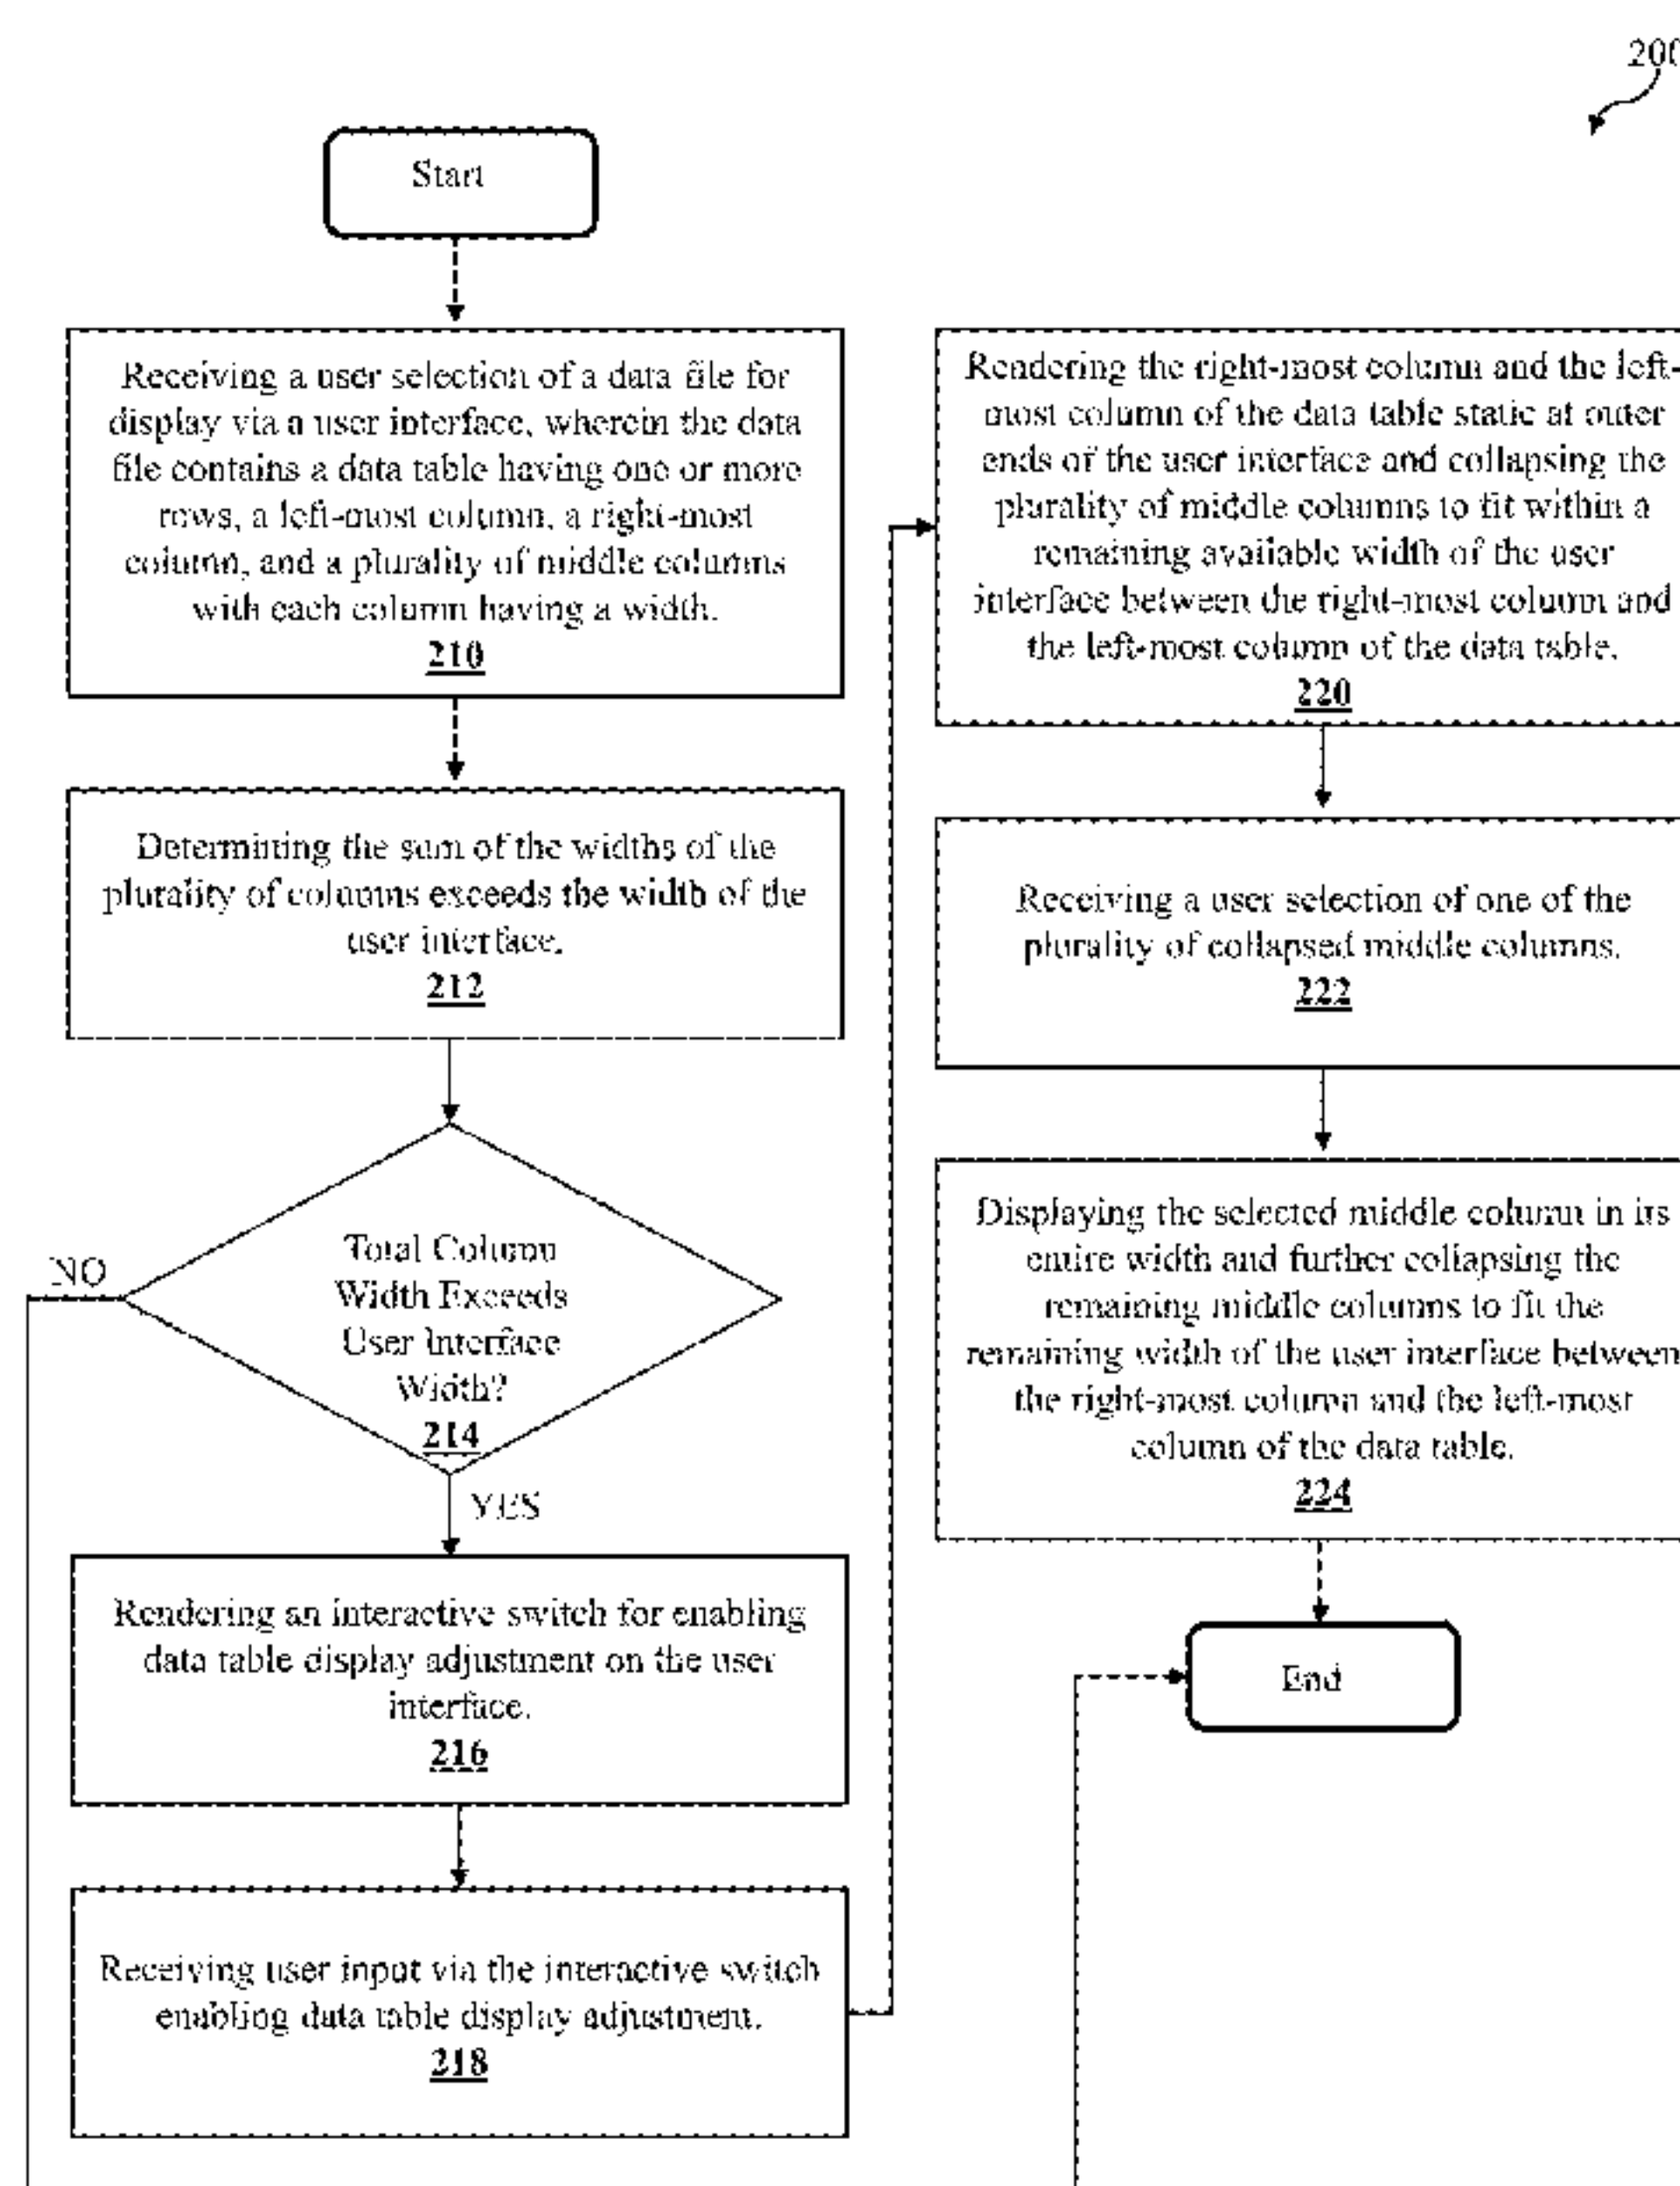 200
Start
Receiving a user selection of a data file for
display via a user interface, wherein the data
file contains a data table having one or more
rows, a left-most column, a right-most
column, and a plurality of middle columns
with each column having a width.
210
Determining the sum of the widths of the
plurality of columns exceeds the width of the
user interface.
212
Total Column
Width Exceeds
User Interface
Width?
214
NO
YES
Rendering an interactive switch for enabling
data table display adjustment on the user
interface.
216
Receiving user input via the interactive switch
enabling data table display adjustment.
218
Rendering the right-most column and the left-
most column of the data table static at outer
ends of the user interface and collapsing the
plurality of middle columns to fit within a
remaining available width of the user
interface between the right-most column and
the left-most column of the data table.
220
Receiving a user selection of one of the
plurality of collapsed middle columns.
222
Displaying the selected middle column in its
entire width and further collapsing the
remaining middle columns to fit the
remaining width of the user interface between
the right-most column and the left-most
column of the data table.
224
End